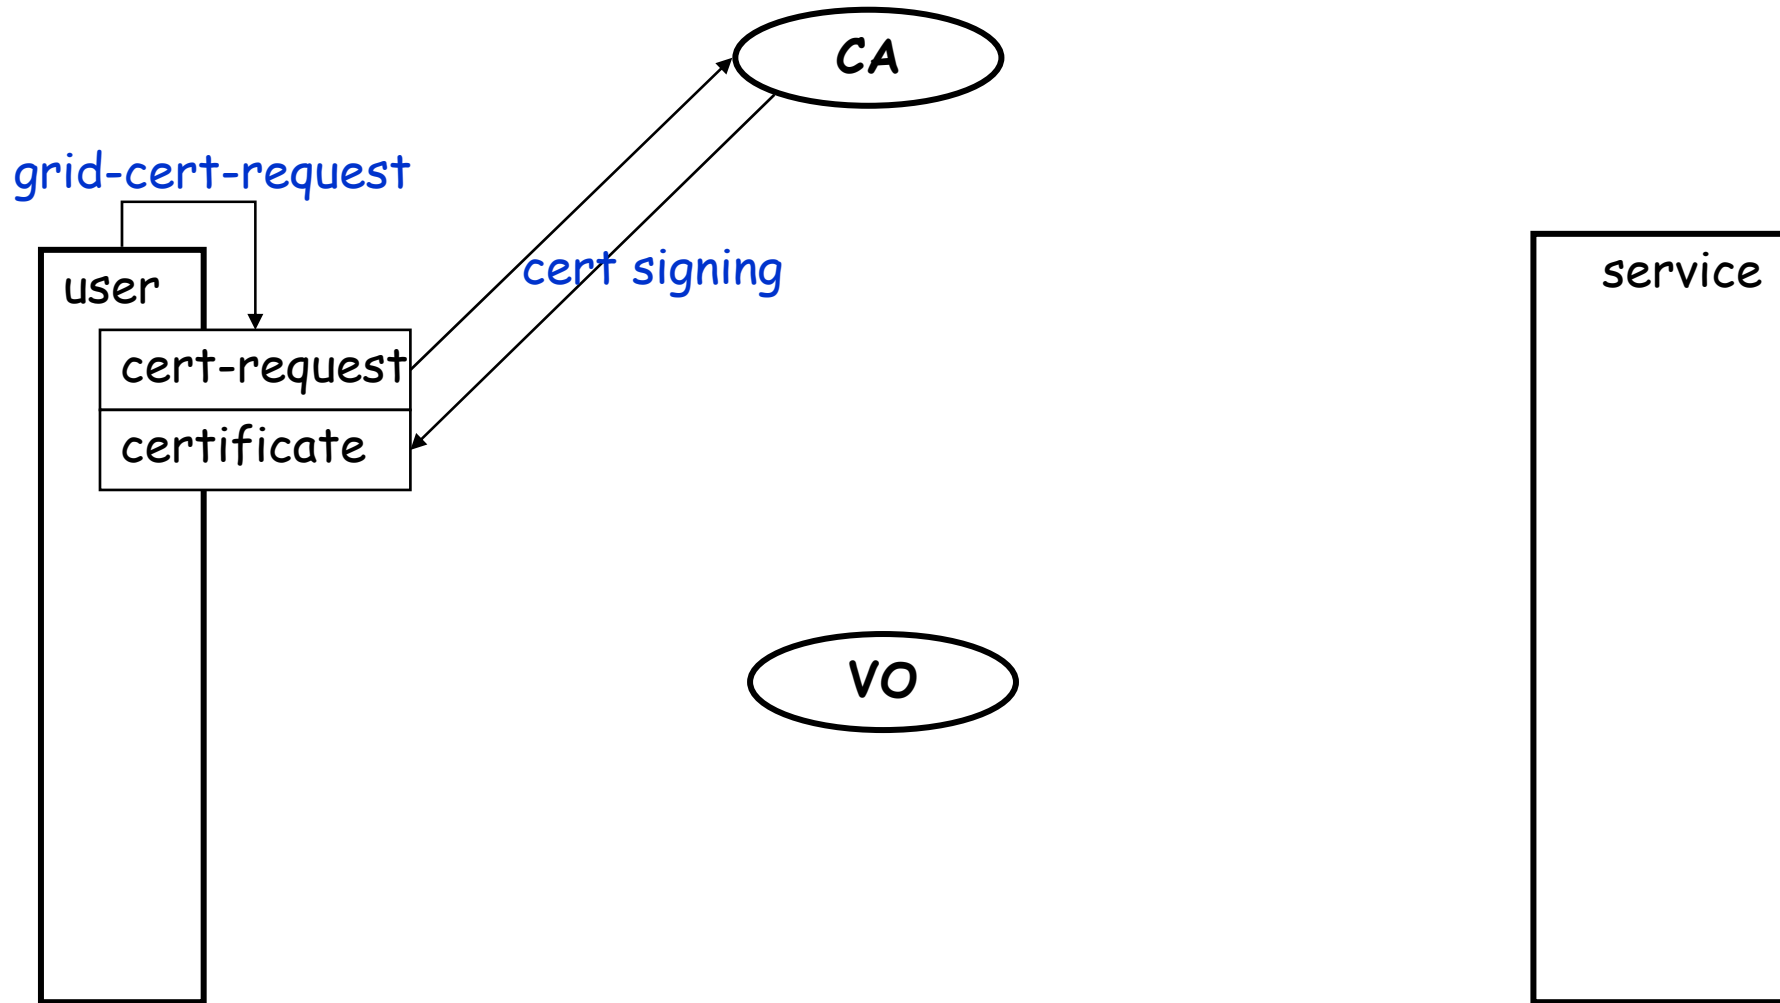 CA
grid-cert-request
user
cert signing
service
cert-request
certificate
VO